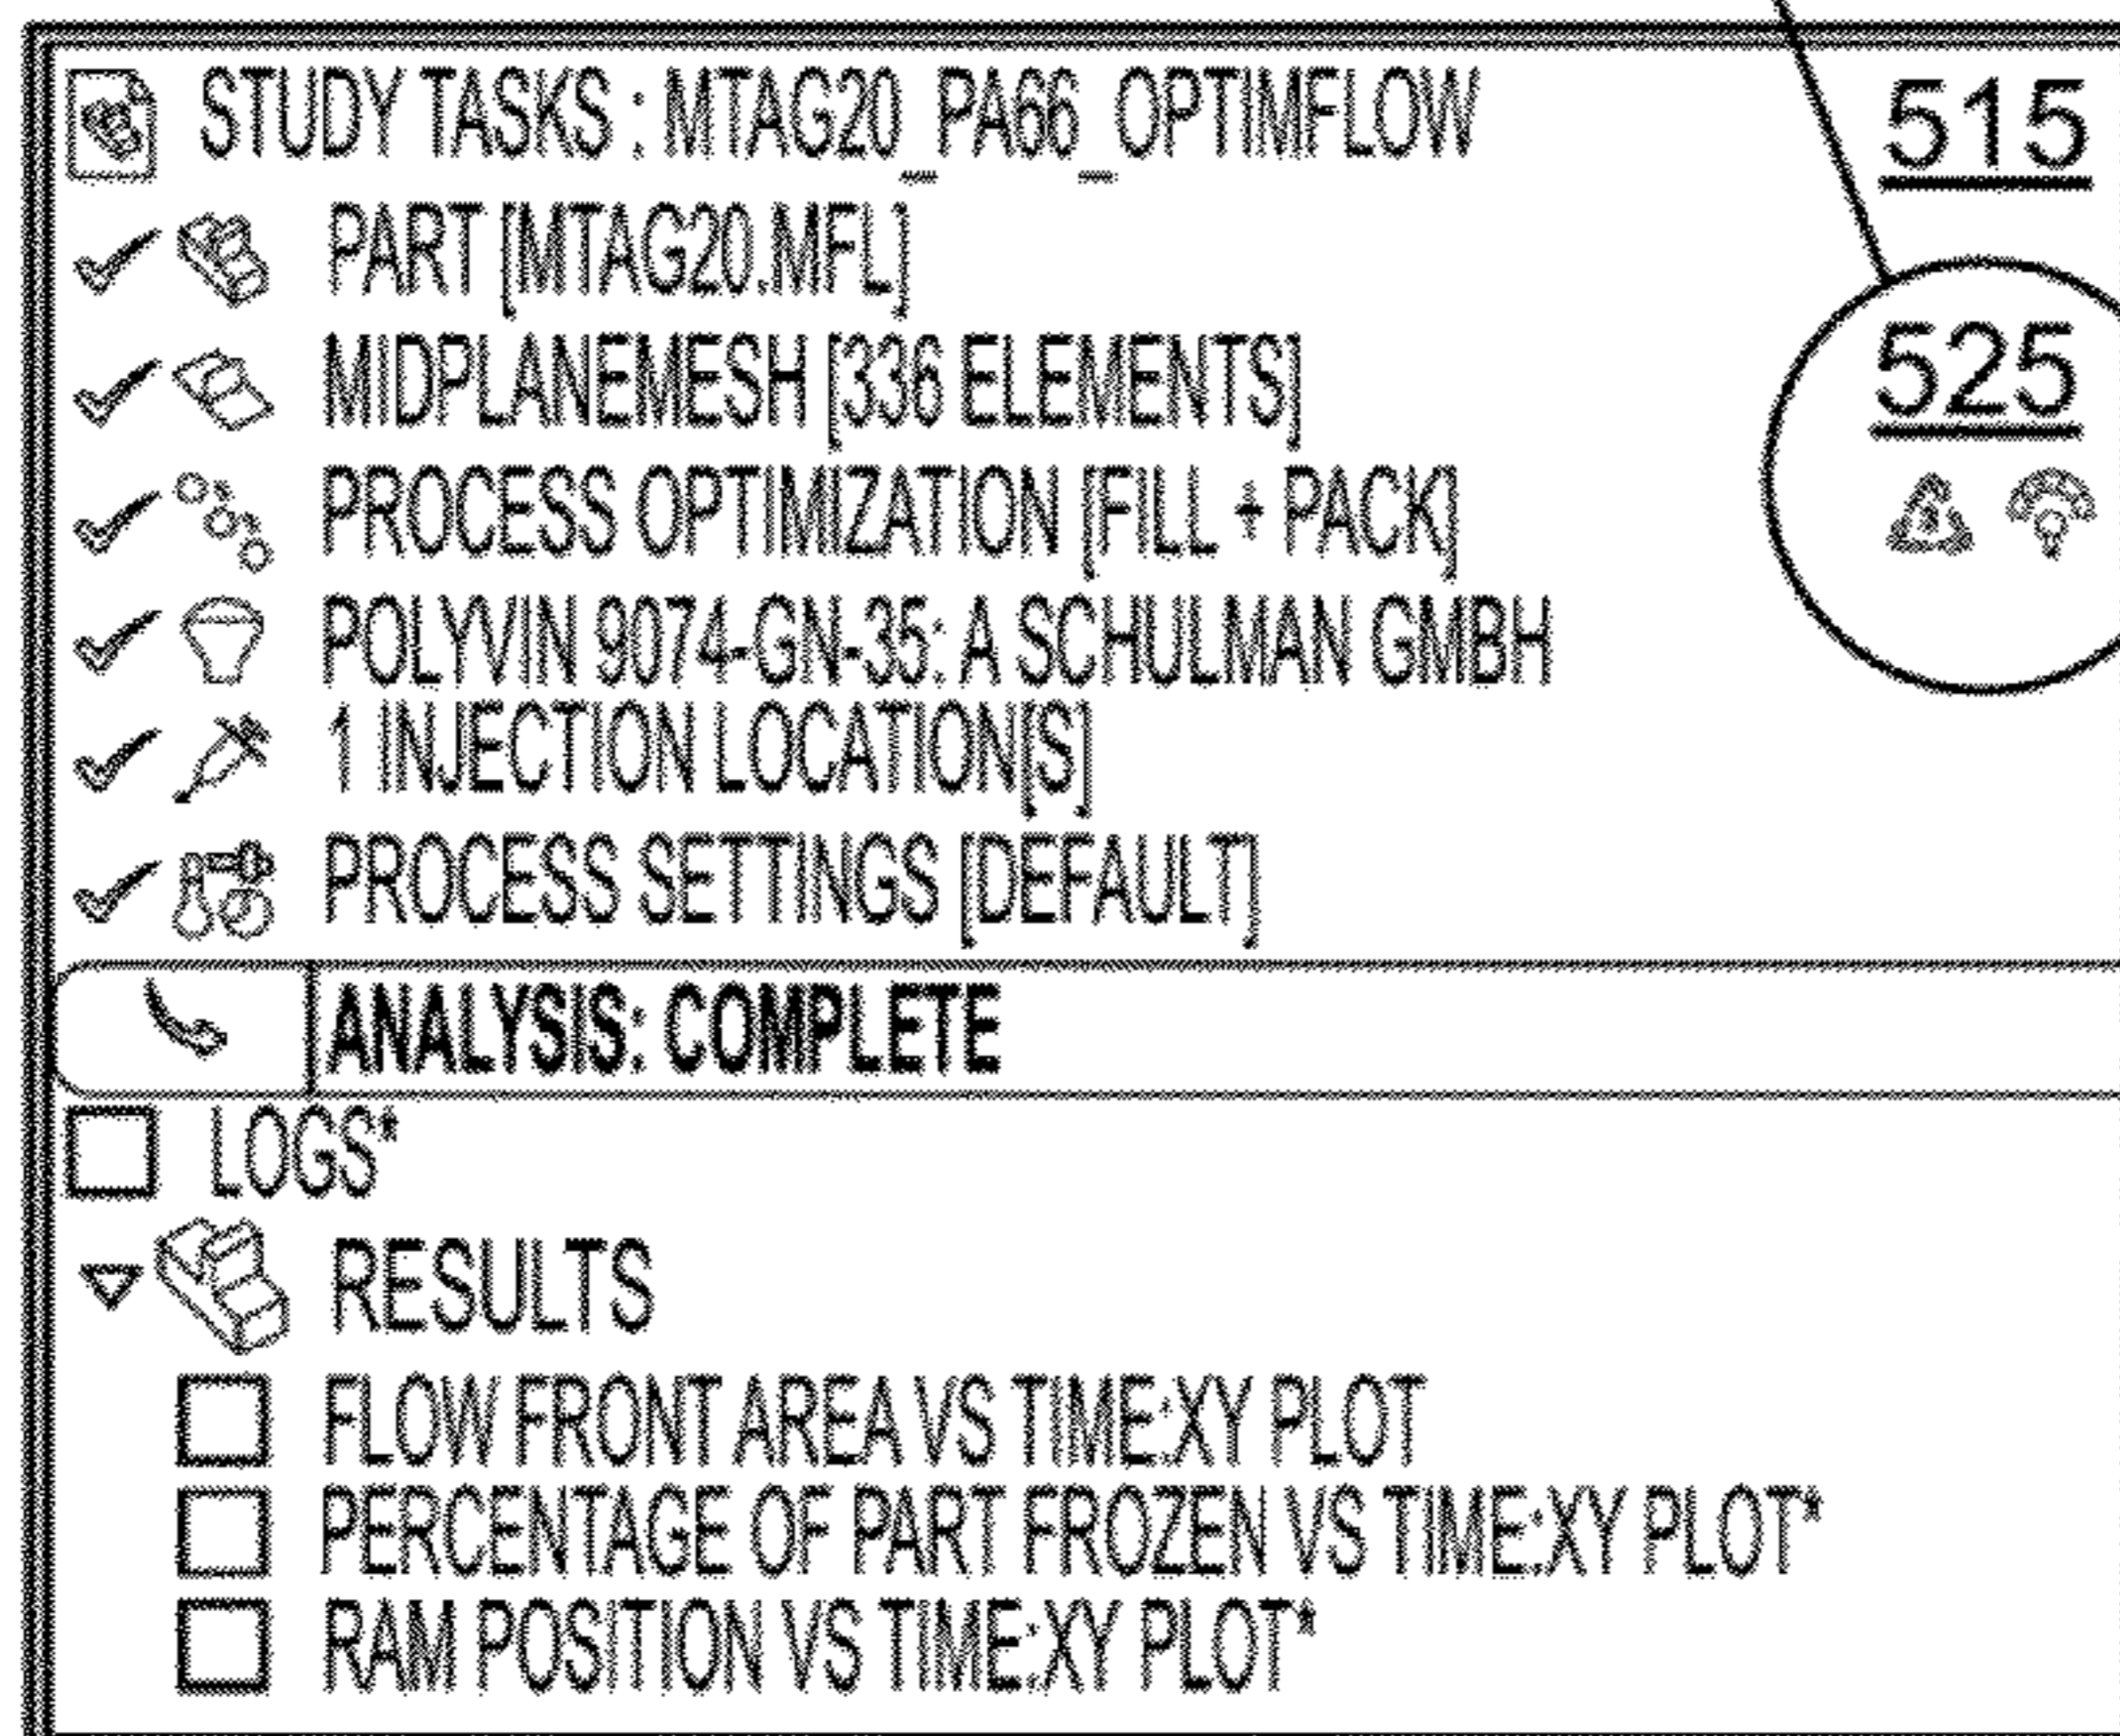 STUDY TASKS : MTAG20_PA66_OPTIMFLOW
515
PART [MTAG20.MFL]
MIDPLANEMESH [336 ELEMENTS]
525
PROCESS OPTIMIZATION [FILL + PACK]
POLYVIN 9074-GN-35: A SCHULMAN GMBH
1 INJECTION LOCATION[S]
PROCESS SETTINGS [DEFAULT]
ANALYSIS: COMPLETE
LOGS*
RESULTS
FLOW FRONT AREA VS TIME:XY PLOT
PERCENTAGE OF PART FROZEN VS TIME:XY PLOT*
RAM POSITION VS TIME:XY PLOT*